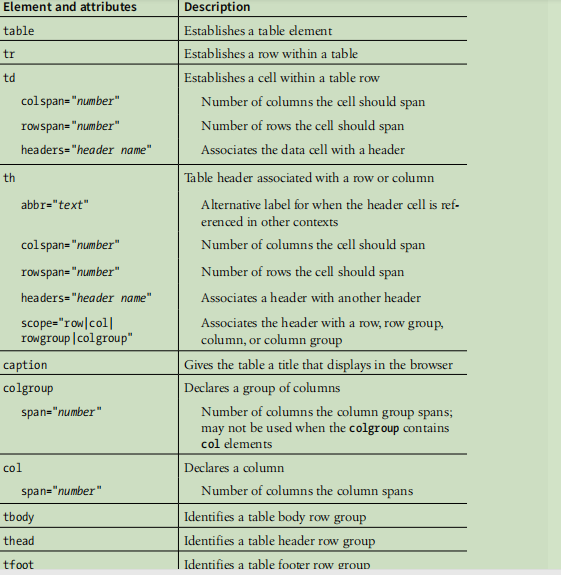 Element and attributes Description
table Establishes a table element
tr Establishes a row within a table
td Establishes a cell within a table row
colspan="number" Number of columns the cell should span
rowspan="number" Number of rows the cell should span
headers="header name" Associates the data cell with a header
th Table header associated with a row or column
abbr="text" Alternative label for when the header cell is ref-
erenced in other contexts
colspan="number" Number of columns the cell should span
rowspan="number" Number of rows the cell should span
headers="header name" Associates a header with another header
scope="row|col| Associates the header with a row, row group,
rowgroup|colgroup" column, or column group
caption Gives the table a title that displays in the browser
colgroup Declares a group of columns
span="number" Number of columns the column group spans;
may not be used when the colgroup contains
col elements
col Declares a column
span="number" Number of columns the column spans
tbody Identifies a table body row group
thead Identifies a table header row group
tfoot Identifies a table footer row group